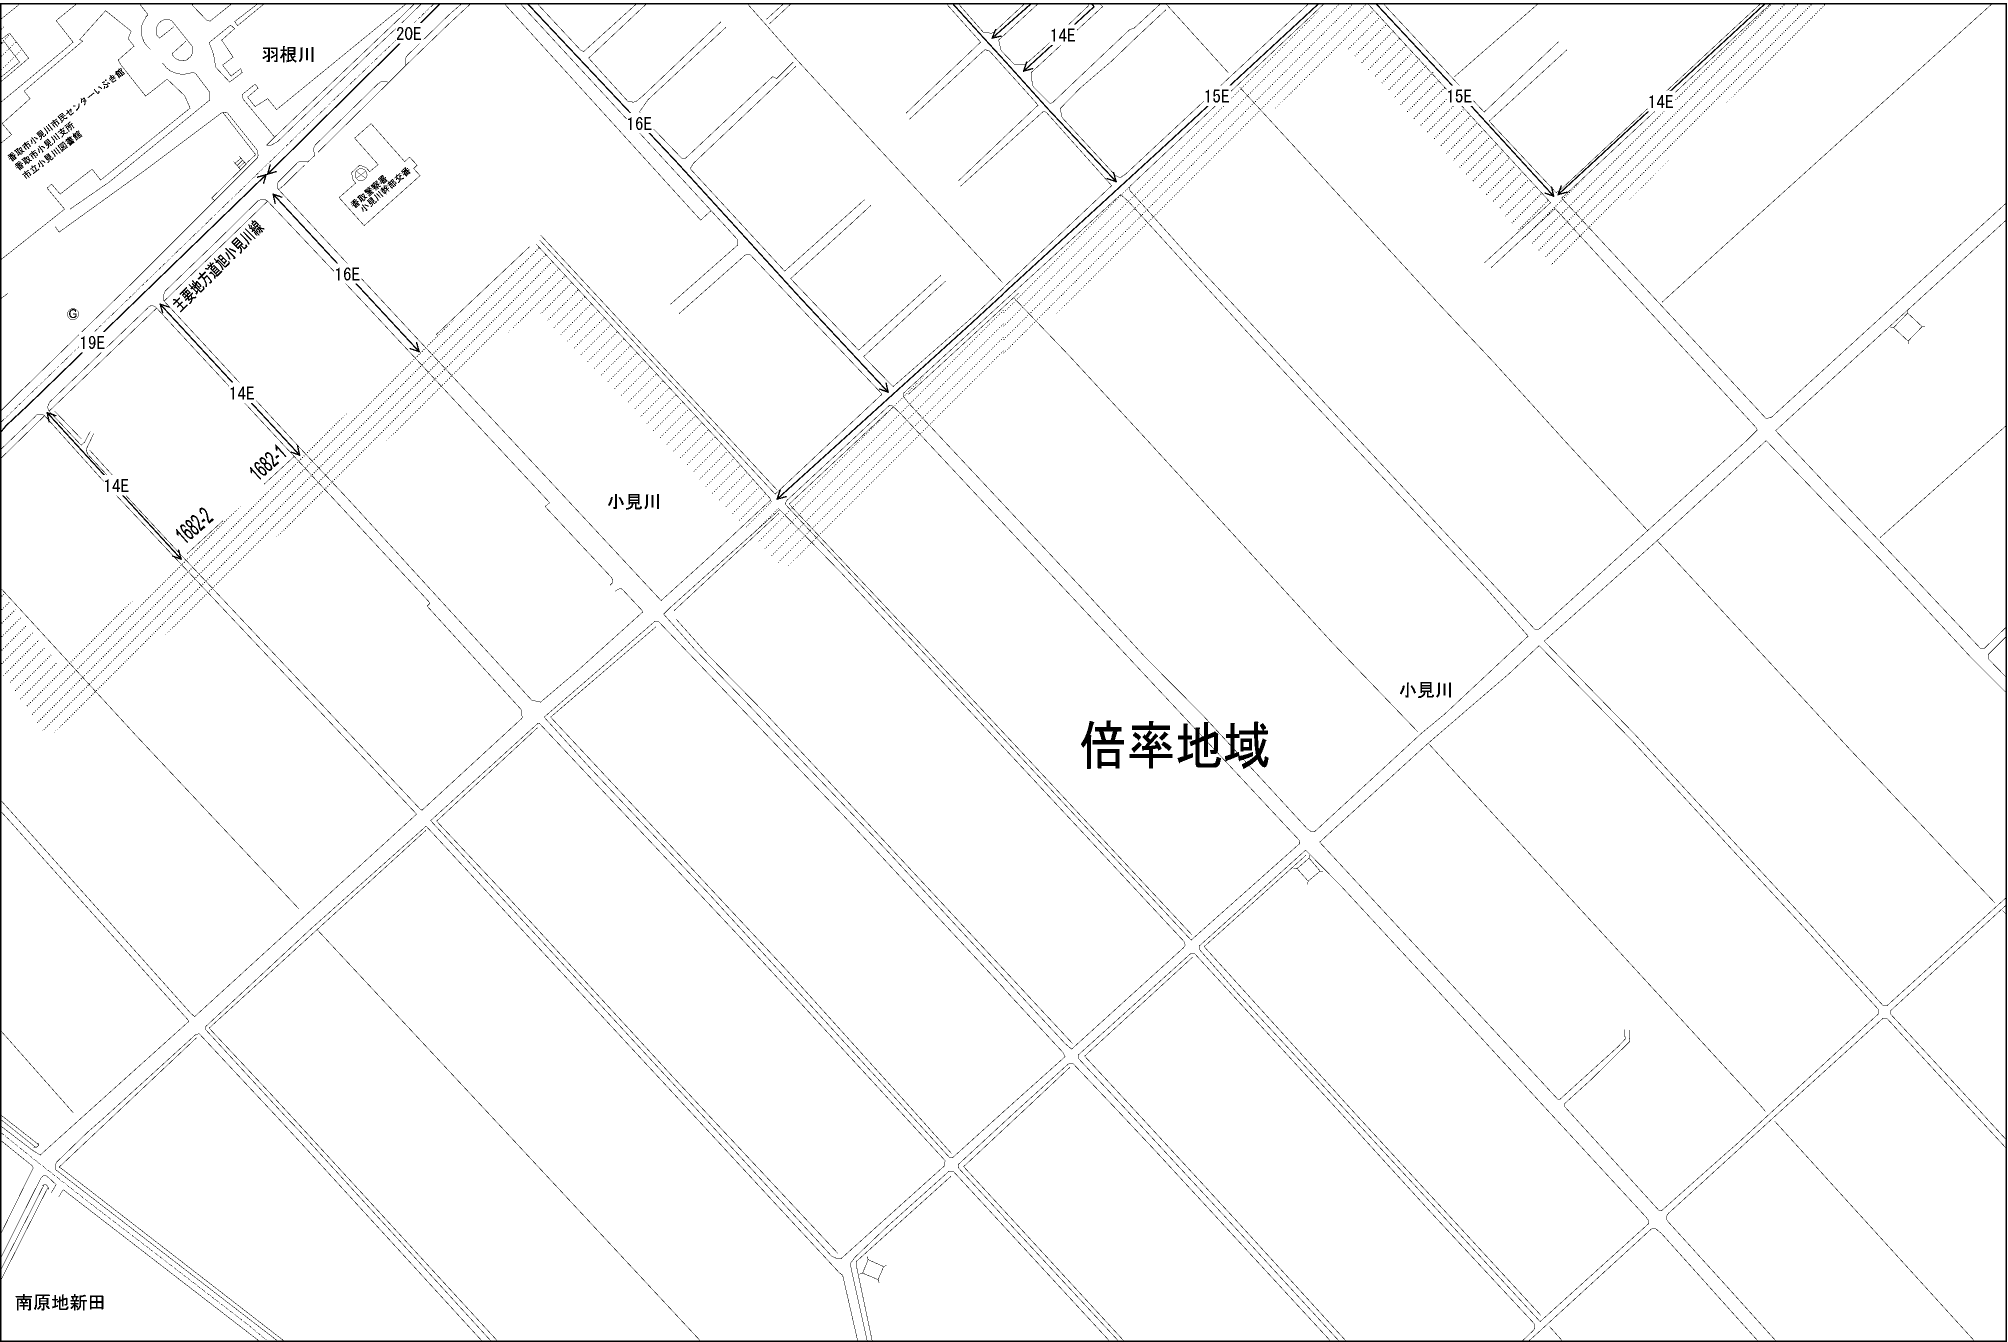 20E
羽根川
14E
16E
15E
15E
14E
香取市小見川市民センターいぶき館
香取市小見川支所
市立小見川図書館
香取警察署
小見川幹部交番
主要地方道旭小見川線
16E
G
19E
14E
1682-1
14E
1682-2
小見川
小見川
倍率地域
南原地新田